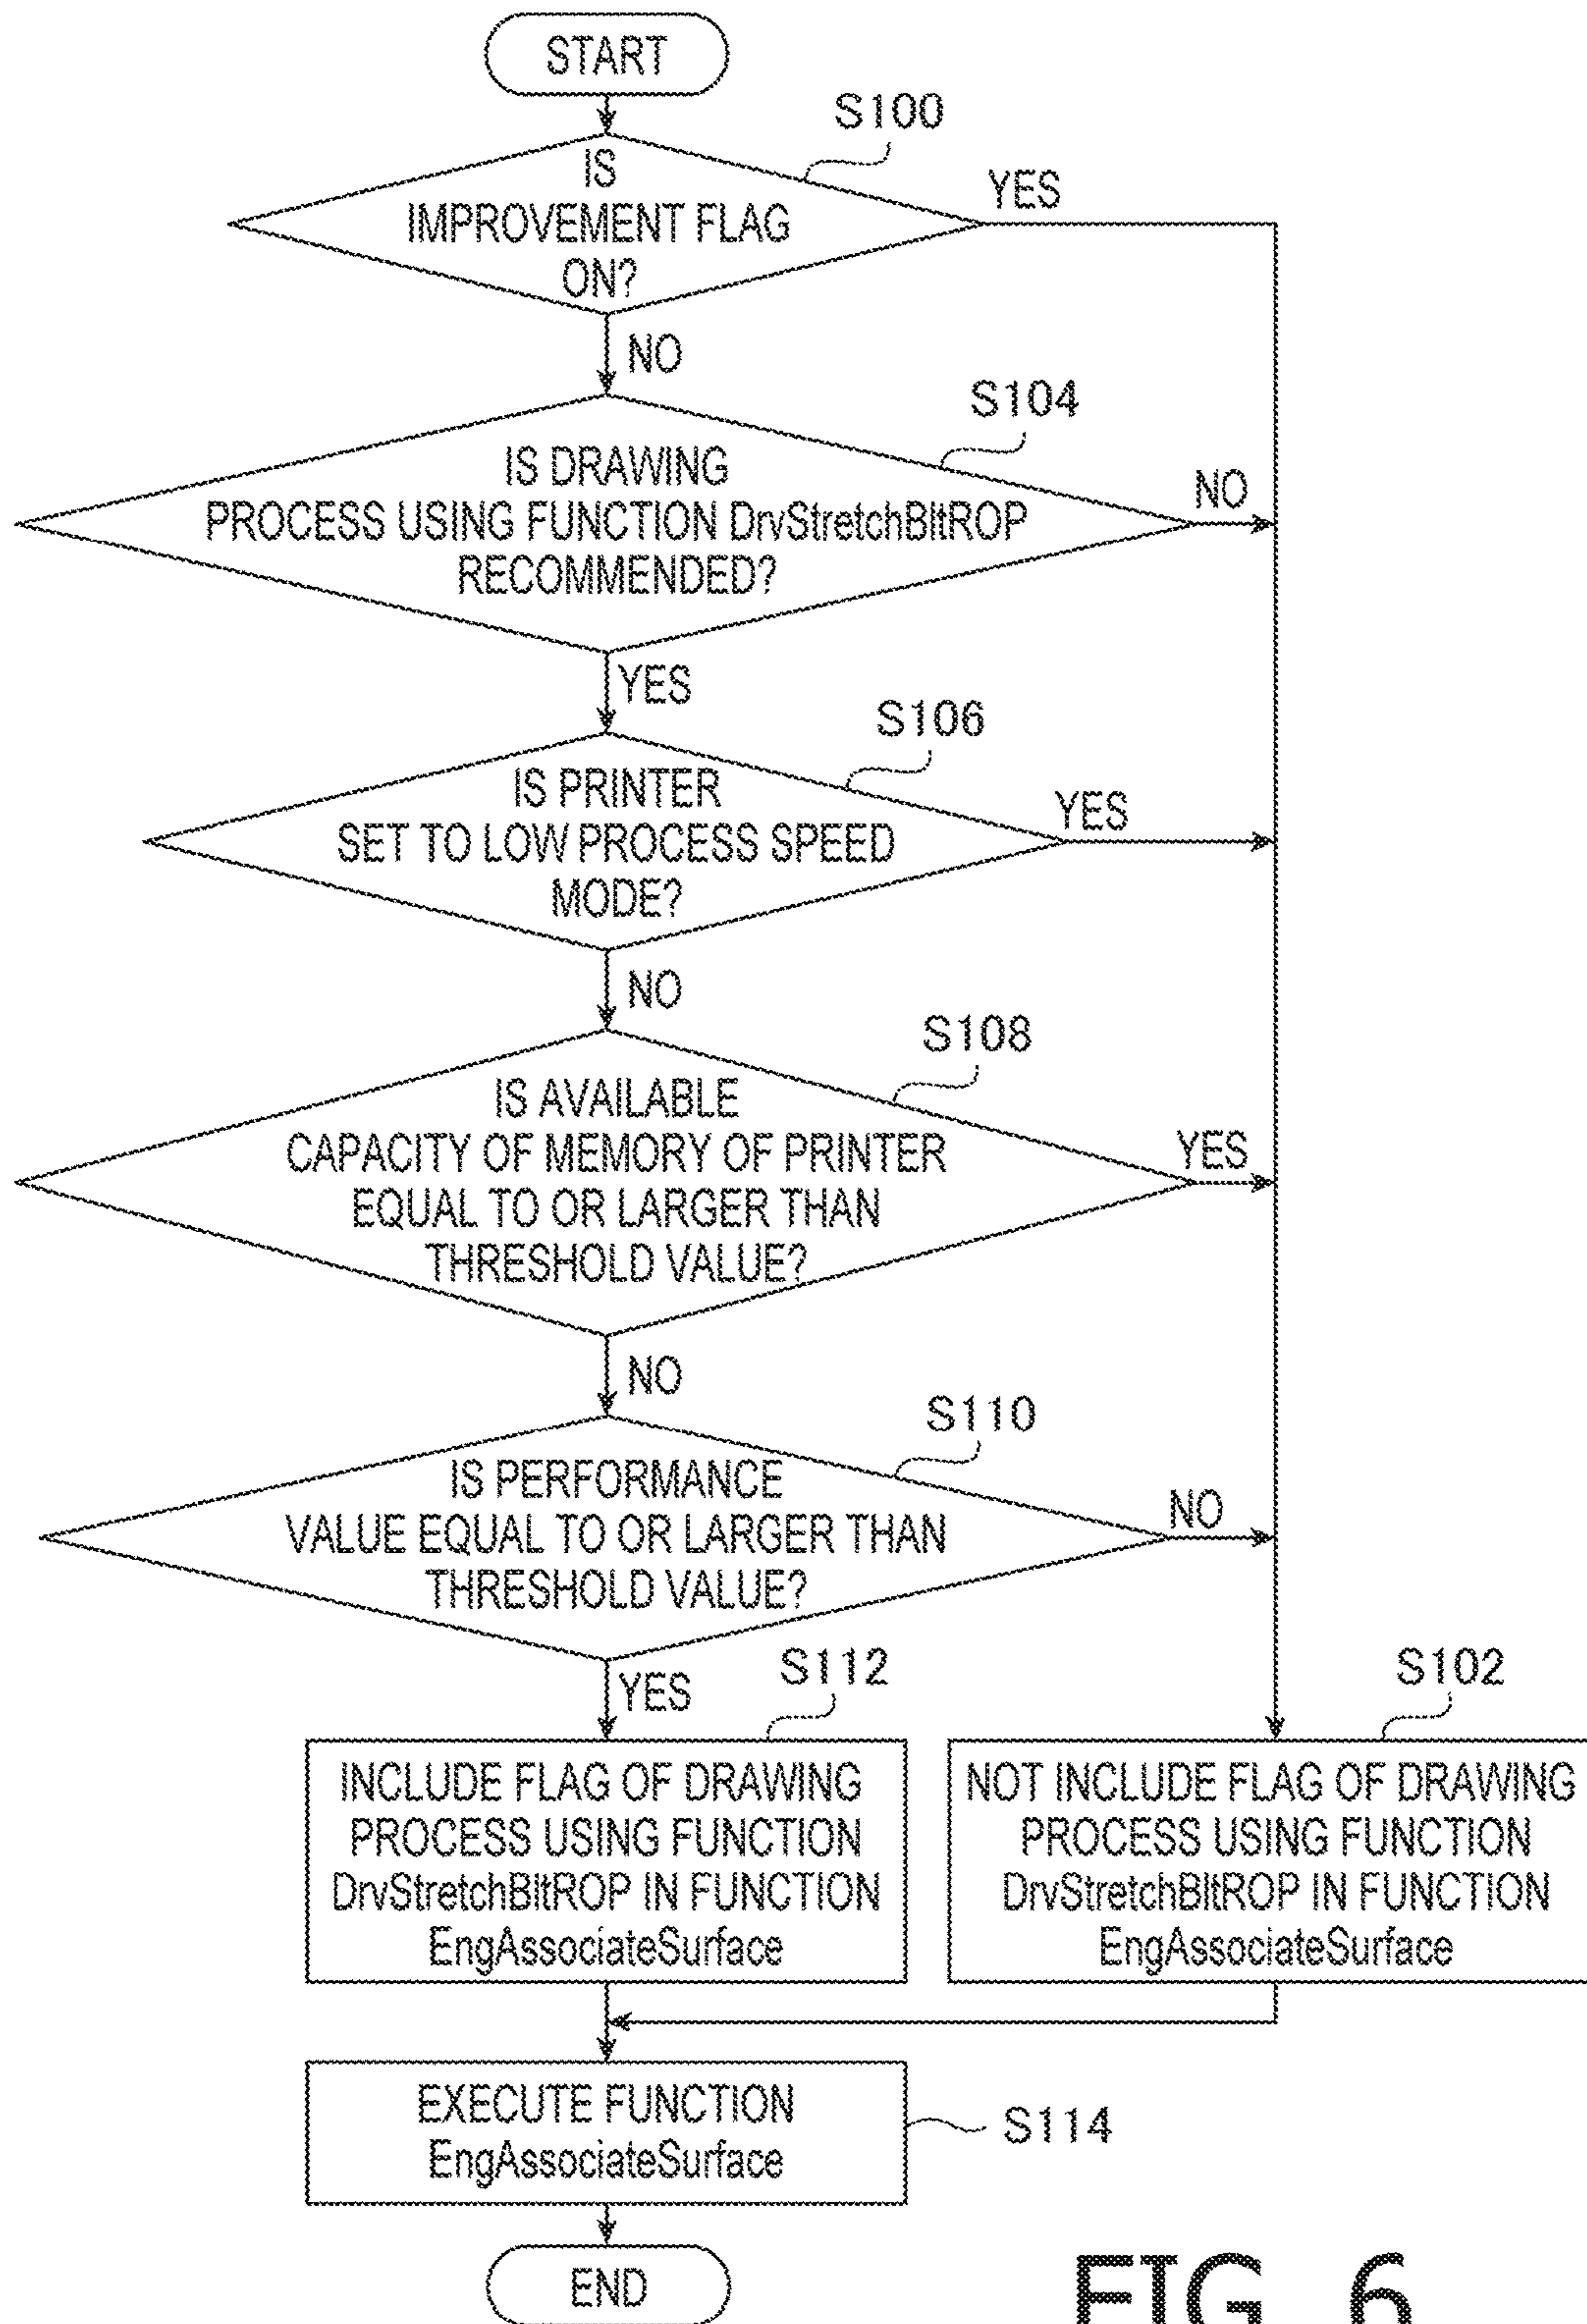 START
S100
IS
IMPROVEMENT FLAG
ON?
YES
NO
S104
IS DRAWING
PROCESS USING FUNCTION DrvStretchBltROP
RECOMMENDED?
NO
YES
S106
IS PRINTER
SET TO LOW PROCESS SPEED
MODE?
YES
NO
S108
IS AVAILABLE
CAPACITY OF MEMORY OF PRINTER
EQUAL TO OR LARGER THAN
THRESHOLD VALUE?
YES
NO
S110
IS PERFORMANCE
VALUE EQUAL TO OR LARGER THAN
THRESHOLD VALUE?
NO
YES
S112
INCLUDE FLAG OF DRAWING
PROCESS USING FUNCTION
DrvStretchBltROP IN FUNCTION
EngAssociateSurface
S102
NOT INCLUDE FLAG OF DRAWING
PROCESS USING FUNCTION
DrvStretchBltROP IN FUNCTION
EngAssociateSurface
EXECUTE FUNCTION
EngAssociateSurface
S114
END
FIG. 6